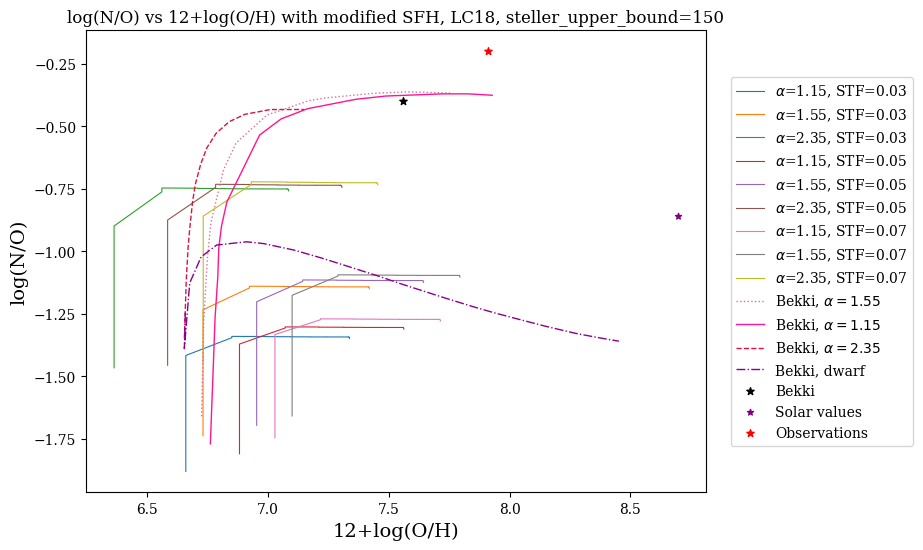 log(N/O) vs 12+log(O/H) with modified SFH, LC18, steller_upper_bound=150
log(N/O)
−0.25
−0.50
−0.75
−1.00
−1.25
−1.50
−1.75
6.5 7.0 7.5 8.0 8.5
12+log(O/H)
α=1.15, STF=0.03
α=1.55, STF=0.03
α=2.35, STF=0.03
α=1.15, STF=0.05
α=1.55, STF=0.05
α=2.35, STF=0.05
α=1.15, STF=0.07
α=1.55, STF=0.07
α=2.35, STF=0.07
Bekki, α = 1.55
Bekki, α = 1.15
Bekki, α = 2.35
Bekki, dwarf
Bekki
Solar values
Observations